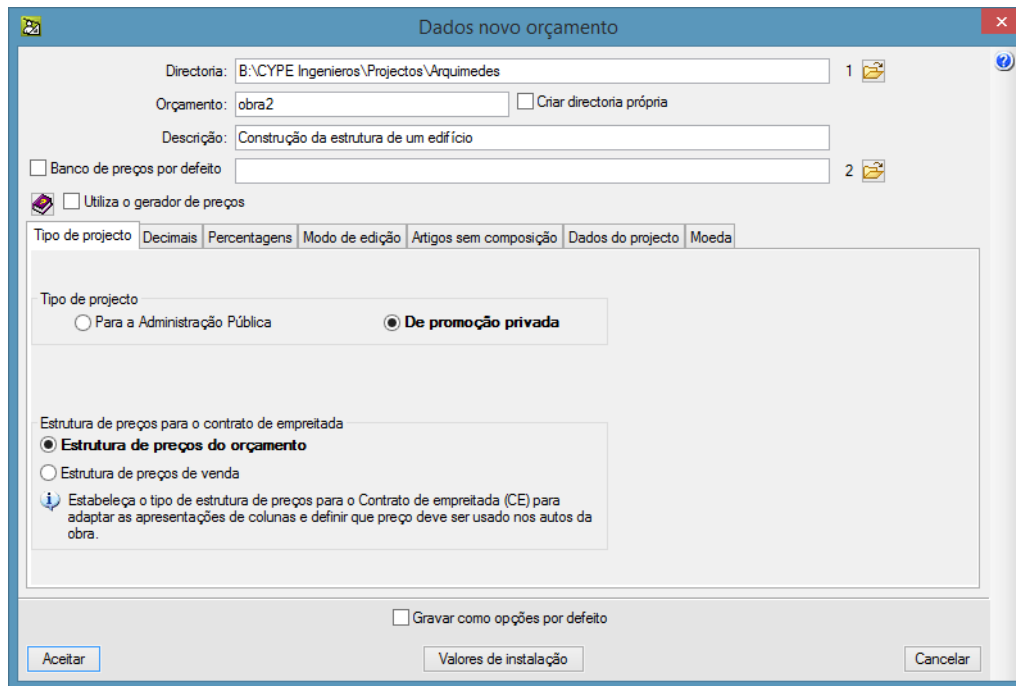 Dados novo orçamento
Directoria: B:\CYPE Ingenieros\Projectos\Arquimedes 1
Orçamento: obra2 Criar directoria própria
Descrição: Construção da estrutura de um edifício
Banco de preços por defeito 2
Utiliza o gerador de preços
Tipo de projecto Decimais Percentagens Modo de edição Artigos sem composição Dados do projecto Moeda
Tipo de projecto
Para a Administração Pública De promoção privada
Estrutura de preços para o contrato de empreitada
Estrutura de preços do orçamento
Estrutura de preços de venda
Estabeleça o tipo de estrutura de preços para o Contrato de empreitada (CE) para
adaptar as apresentações de colunas e definir que preço deve ser usado nos autos da
obra.
Gravar como opções por defeito
Aceitar Valores de instalação Cancelar